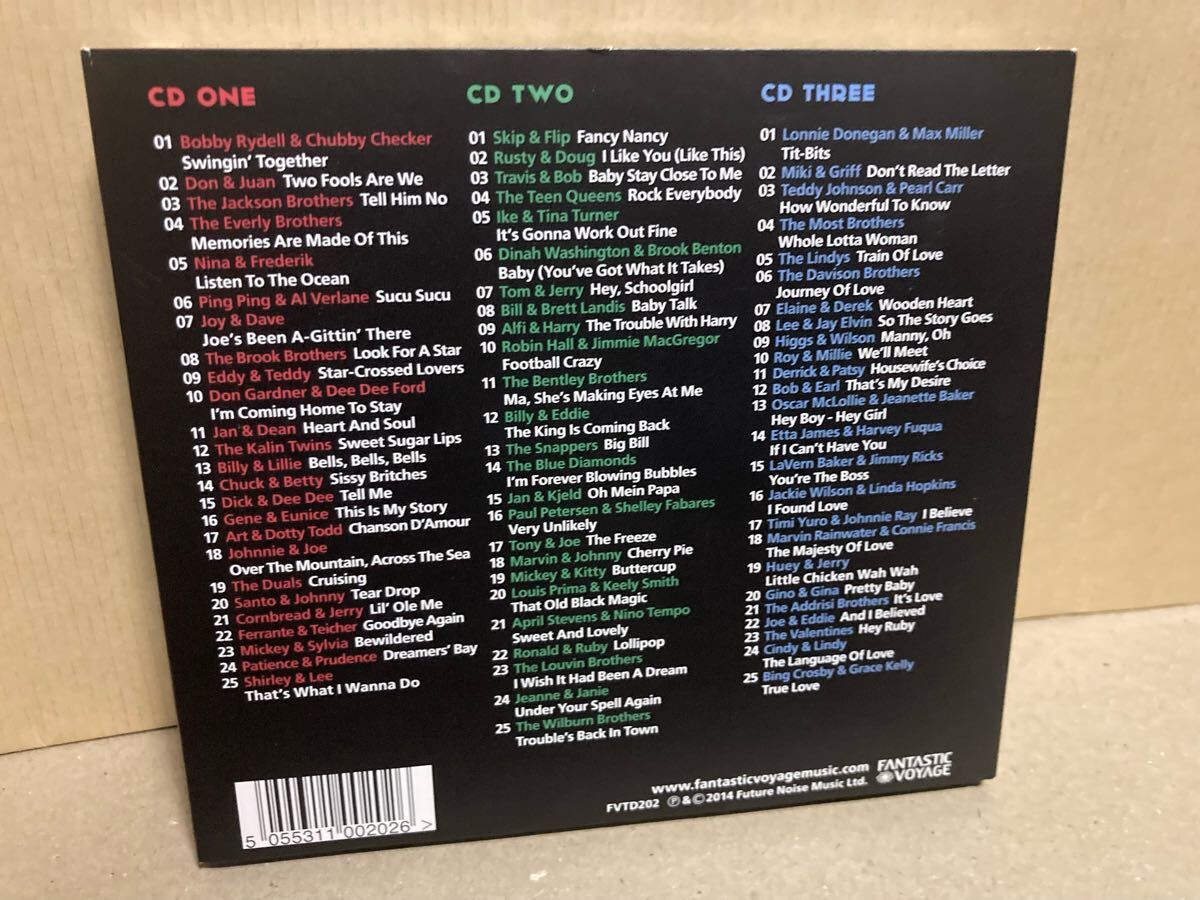 CD ONE
01 Bobby Rydell & Chubby Checker
Swingin' Together
02 Don & Juan Two Fools Are We
03 The Jackson Brothers Tell Him No
04 The Everly Brothers
Memories Are Made Of This
05 Nina & Frederik
Listen To The Ocean
06 Ping Ping & Al Verlane Sucu Sucu
07 Joy & Dave
Joe's Been A-Gittin' There
08 The Brook Brothers Look For A Star
09 Eddy & Teddy Star-Crossed Lovers
10 Don Gardner & Dee Dee Ford
I'm Coming Home To Stay
11 Jan & Dean Heart And Soul
12 The Kalin Twins Sweet Sugar Lips
13 Billy & Lillie Bells, Bells, Bells
14 Chuck & Betty Sissy Britches
15 Dick & Dee Dee Tell Me
16 Gene & Eunice This Is My Story
17 Art & Dotty Todd Chanson D'Amour
18 Johnnie & Joe
Over The Mountain, Across The Sea
19 The Duals Cruising
20 Santo & Johnny Tear Drop
21 Cornbread & Jerry Lil' Ole Me
22 Ferrante & Teicher Goodbye Again
23 Mickey & Sylvia Bewildered
24 Patience & Prudence Dreamers' Bay
25 Shirley & Lee
That's What I Wanna Do
CD TWO
01 Skip & Flip Fancy Nancy
02 Rusty & Doug I Like You (Like This)
03 Travis & Bob Baby Stay Close To Me
04 The Teen Queens Rock Everybody
05 Ike & Tina Turner
It's Gonna Work Out Fine
06 Dinah Washington & Brook Benton
Baby (You've Got What It Takes)
07 Tom & Jerry Hey, Schoolgirl
08 Bill & Brett Landis Baby Talk
09 Alfi & Harry The Trouble With Harry
10 Robin Hall & Jimmie MacGregor
Football Crazy
11 The Bentley Brothers
Ma, She's Making Eyes At Me
12 Billy & Eddie
The King Is Coming Back
13 The Snappers Big Bill
14 The Blue Diamonds
I'm Forever Blowing Bubbles
15 Jan & Kjeld Oh Mein Papa
16 Paul Petersen & Shelley Fabares
Very Unlikely
17 Tony & Joe The Freeze
18 Marvin & Johnny Cherry Pie
19 Mickey & Kitty Buttercup
20 Louis Prima & Keely Smith
That Old Black Magic
21 April Stevens & Nino Tempo
Sweet And Lovely
22 Ronald & Ruby Lollipop
23 The Louvin Brothers
I Wish It Had Been A Dream
24 Jeanne & Janie
Under Your Spell Again
25 The Wilburn Brothers
Trouble's Back In Town
CD THREE
01 Lonnie Donegan & Max Miller
Tit-Bits
02 Miki & Griff Don't Read The Letter
03 Teddy Johnson & Pearl Carr
How Wonderful To Know
04 The Most Brothers
Whole Lotta Woman
05 The Lindys Train Of Love
06 The Davison Brothers
Journey Of Love
07 Elaine & Derek Wooden Heart
08 Lee & Jay Elvin So The Story Goes
09 Higgs & Wilson Manny, Oh
10 Roy & Millie We'll Meet
11 Derrick & Patsy Housewife's Choice
12 Bob & Earl That's My Desire
13 Oscar McLollie & Jeanette Baker
Hey Boy - Hey Girl
14 Etta James & Harvey Fuqua
If I Can't Have You
15 LaVern Baker & Jimmy Ricks
You're The Boss
16 Jackie Wilson & Linda Hopkins
I Found Love
17 Timi Yuro & Johnnie Ray I Believe
18 Marvin Rainwater & Connie Francis
The Majesty Of Love
19 Huey & Jerry
Little Chicken Wah Wah
20 Gino & Gina Pretty Baby
21 The Addrisi Brothers It's Love
22 Joe & Eddie And I Believed
23 The Valentines Hey Ruby
24 Cindy & Lindy
The Language Of Love
25 Bing Crosby & Grace Kelly
True Love
www.fantasticvoyagemusic.com
FVTD202 ℗&©2014 Future Noise Music Ltd.
FANTASTIC
VOYAGE
5 055311 002026 >